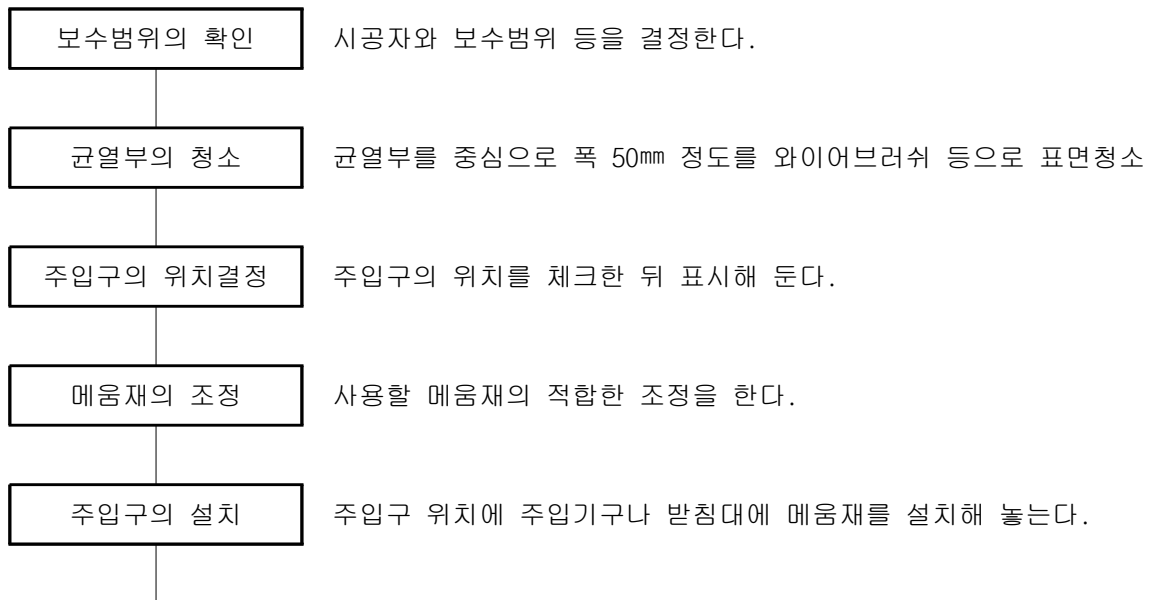 보수범위의 확인 시공자와 보수범위 등을 결정한다.
균열부의 청소 균열부를 중심으로 폭 50㎜ 정도를 와이어브러쉬 등으로 표면청소
주입구의 위치결정 주입구의 위치를 체크한 뒤 표시해 둔다.
메움재의 조정 사용할 메움재의 적합한 조정을 한다.
주입구의 설치 주입구 위치에 주입기구나 받침대에 메움재를 설치해 놓는다.